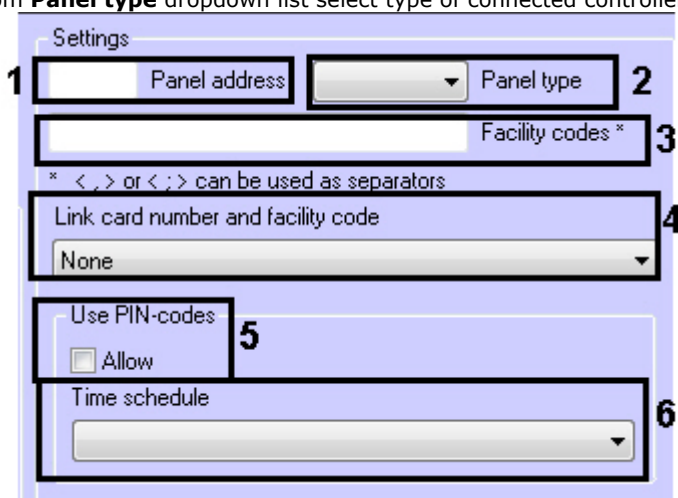 Panel type dropdown list select type of connected controlle
Settings
1 Panel address Panel type 2
Facility codes * 3
* < , > or < ; > can be used as separators
Link card number and facility code 4
None
Use PIN-codes 5
Allow
Time schedule 6